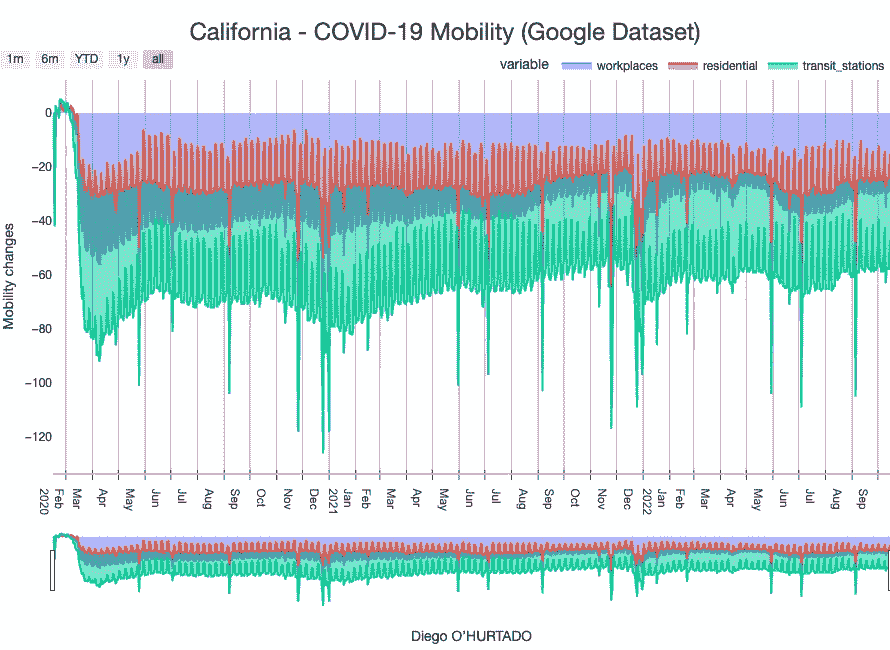 California - COVID-19 Mobility (Google Dataset)
1m 6m YTD 1y all
variable workplaces residential transit_stations
Mobility changes
0
−20
−40
−60
−80
−100
−120
2020 Feb Mar Apr May Jun Jul Aug Sep Oct Nov Dec 2021 Jan Feb Mar Apr May Jun Jul Aug Sep Oct Nov Dec 2022 Jan Feb Mar Apr May Jun Jul Aug Sep
Diego O'HURTADO